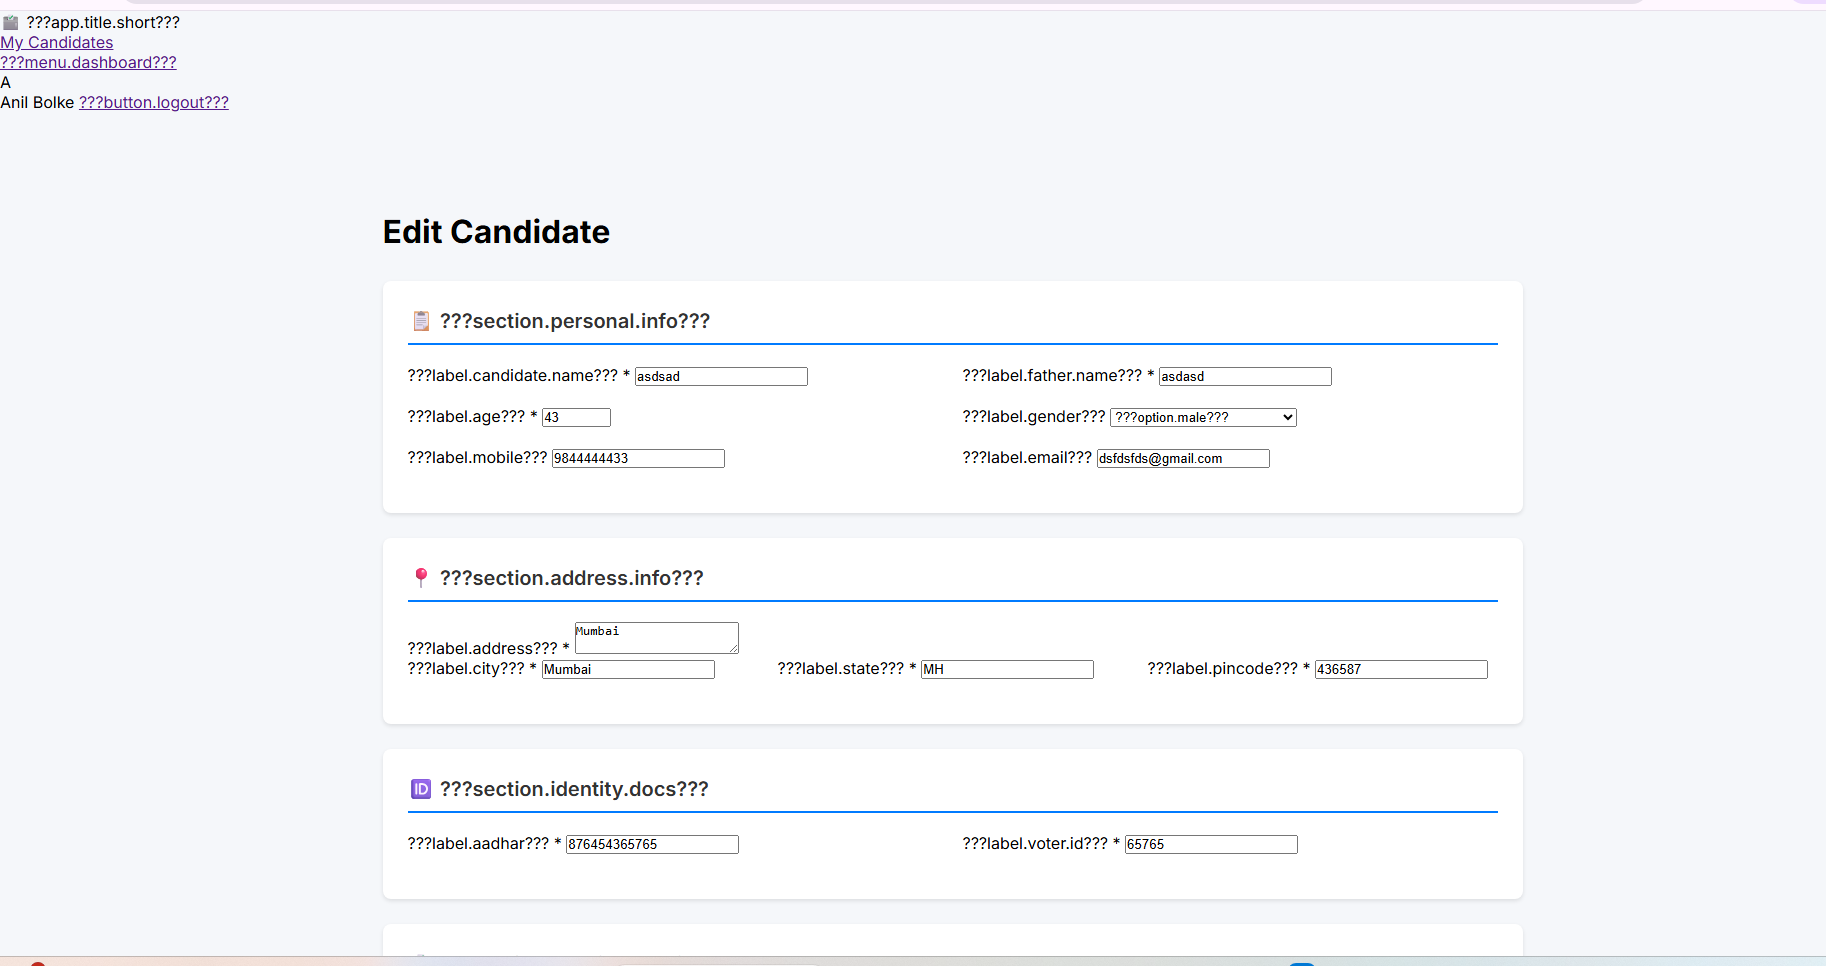 ???app.title.short???
My Candidates
???menu.dashboard???
A
Anil Bolke ???button.logout???
Edit Candidate
???section.personal.info???
???label.candidate.name??? * asdsad
???label.father.name??? * asdasd
???label.age??? * 43
???label.gender??? ???option.male???
???label.mobile??? 9844444433
???label.email??? dsfdsfds@gmail.com
???section.address.info???
???label.address??? * Mumbai
???label.city??? * Mumbai
???label.state??? * MH
???label.pincode??? * 436587
ID ???section.identity.docs???
???label.aadhar??? * 876454365765
???label.voter.id??? * 65765